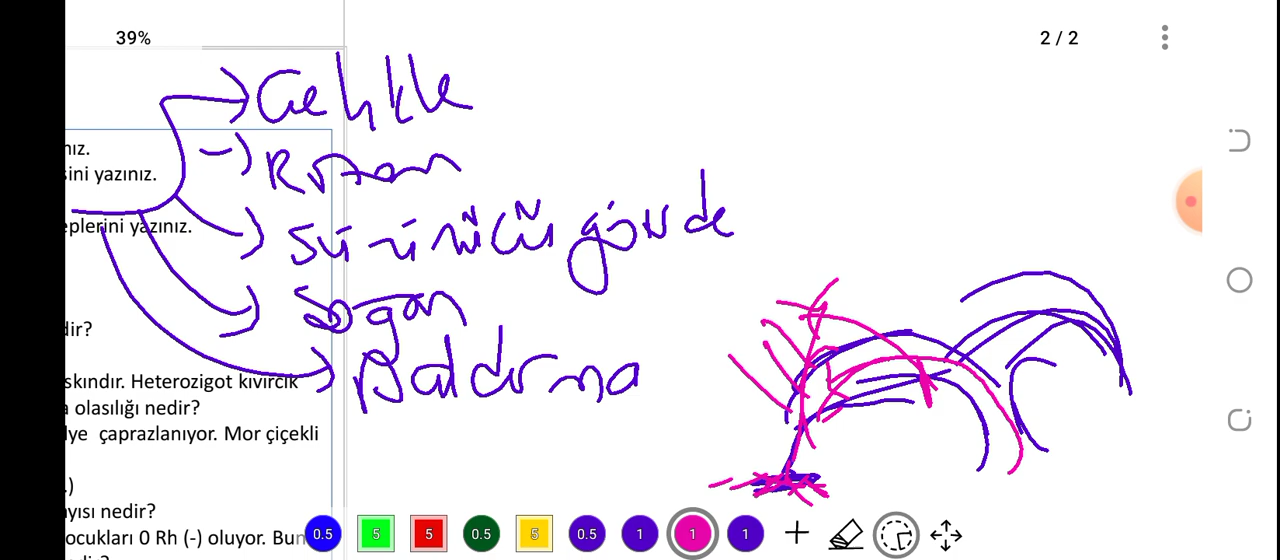 39%
2 / 2
Çelikle
nız.
sini yazınız.
Rizom
Sürünücü gövde
eplerini yazınız.
Soğan
dir?
Daldırma
skındır. Heterozigot kıvırcık
a olasılığı nedir?
lye çaprazlanıyor. Mor çiçekli
.)
ayısı nedir?
ocukları 0 Rh (-) oluyor. Bun
0.5 5 5 0.5 5 0.5 1 1 1